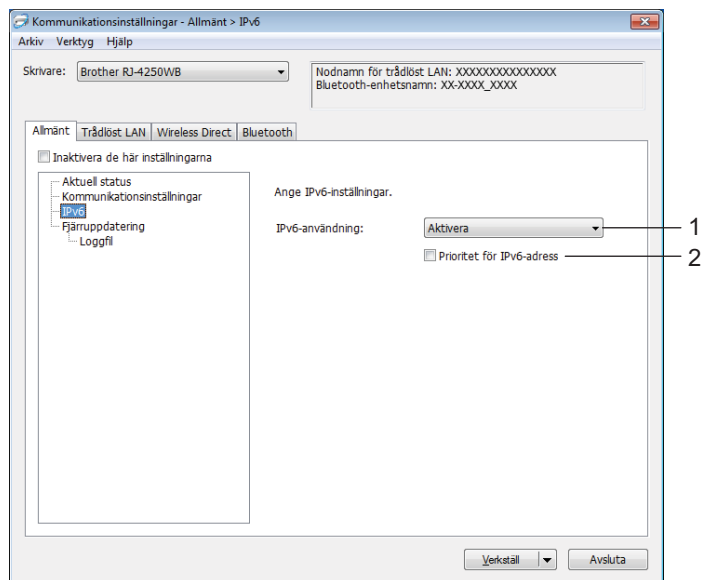 Kommunikationsinställningar - Allmänt > IPv6
Arkiv Verktyg Hjälp
Skrivare: Brother RJ-4250WB
Nodnamn för trådlöst LAN: XXXXXXXXXXXXXXX
Bluetooth-enhetsnamn: XX-XXXX_XXXX
Allmänt Trådlöst LAN Wireless Direct Bluetooth
Inaktivera de här inställningarna
Aktuell status
Kommunikationsinställningar
IPv6
Fjärruppdatering
Loggfil
Ange IPv6-inställningar.
IPv6-användning: Aktivera 1
Prioritet för IPv6-adress 2
Verkställ Avsluta